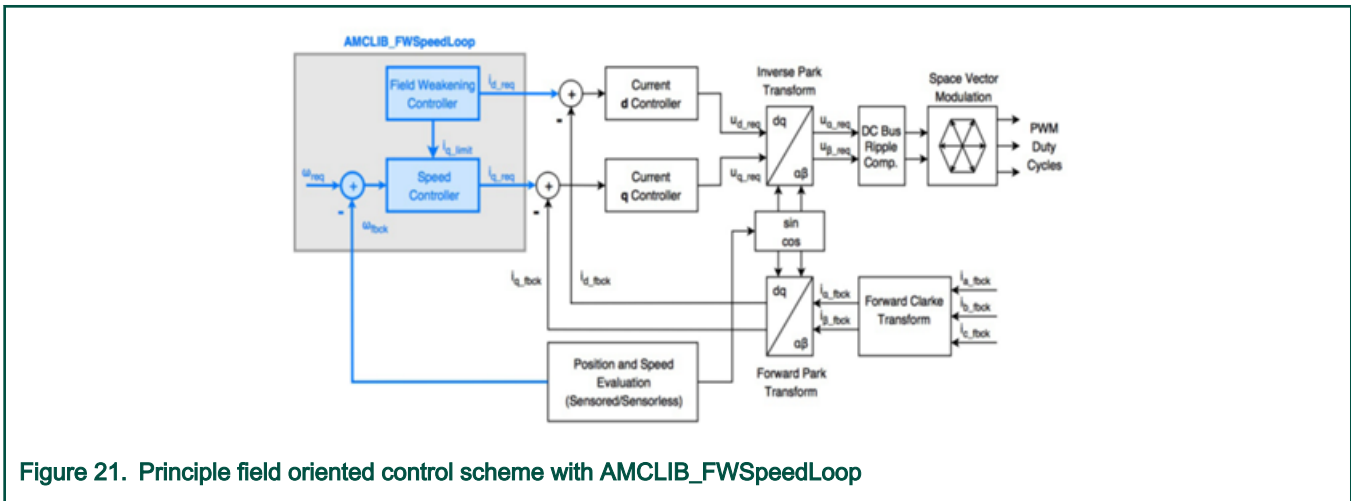 AMCLIB_FWSpeedLoop
Field Weakening
Controller
i_d_req
i_q_limit
ω_req
Speed
Controller
i_q_req
ω_fbck
+
-
+
-
+
-
Current
d Controller
Current
q Controller
u_d_req
u_q_req
Inverse Park
Transform
dq
αβ
u_α_req
u_β_req
DC Bus
Ripple
Comp.
Space Vector
Modulation
PWM
Duty
Cycles
sin
cos
i_q_fbck
i_d_fbck
dq
αβ
i_α_fbck
i_β_fbck
Forward Clarke
Transform
i_a_fbck
i_b_fbck
i_c_fbck
Forward Park
Transform
Position and Speed
Evaluation
(Sensored/Sensorless)
Figure 21. Principle field oriented control scheme with AMCLIB_FWSpeedLoop